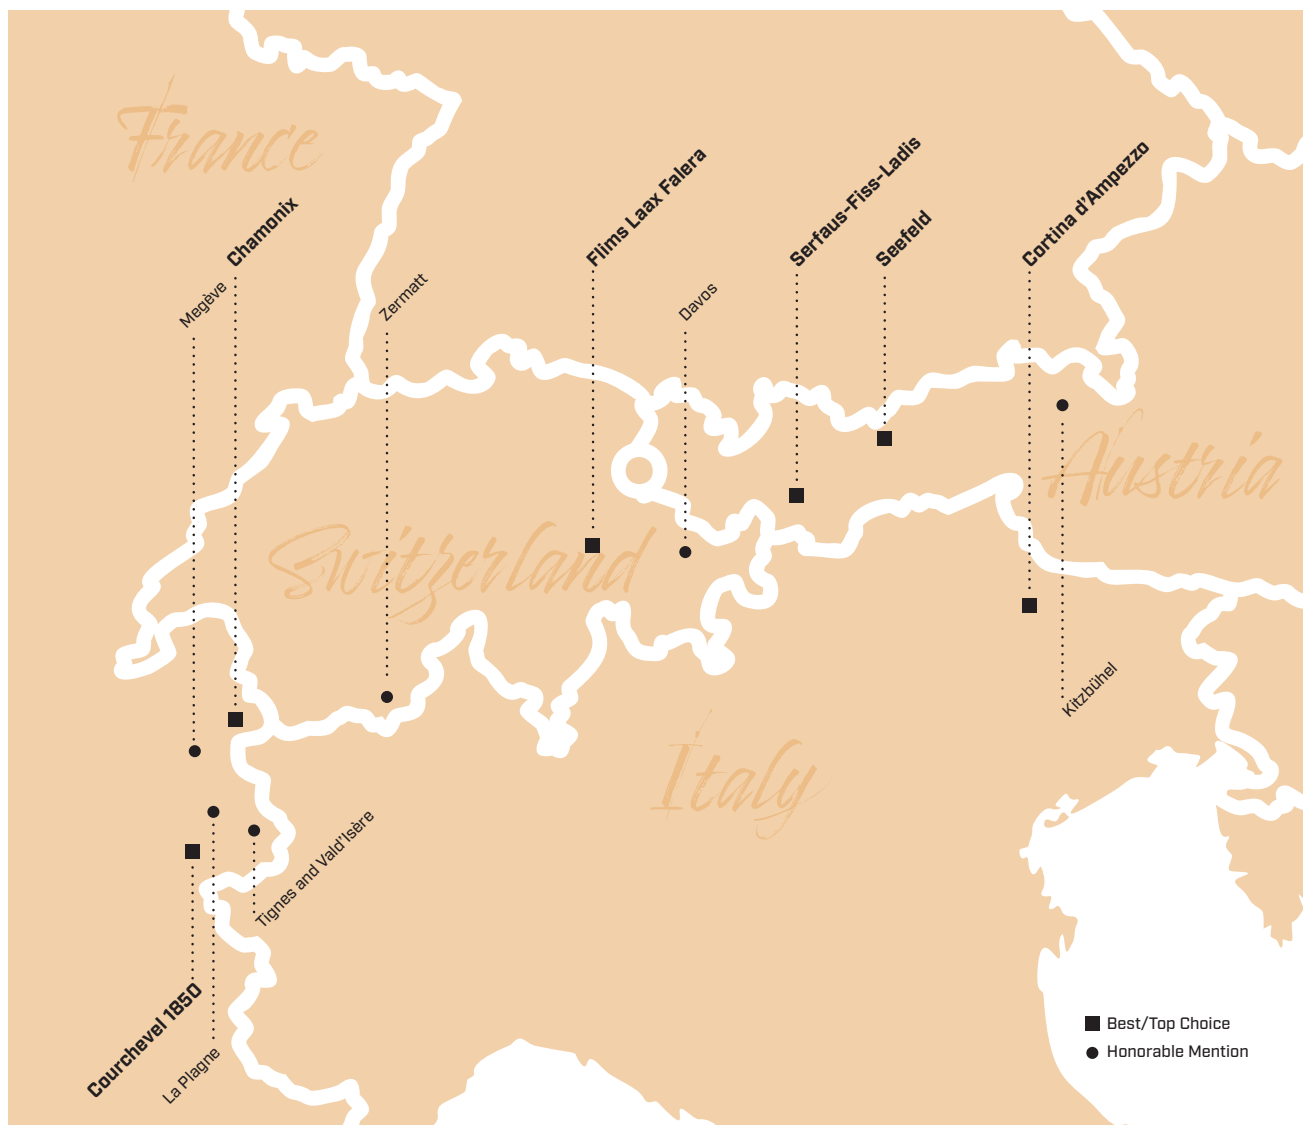 France
Chamonix
Megève
Zermatt
Flims Laax Falera
Davos
Serfaus-Fiss-Ladis
Seefeld
Cortina d'Ampezzo
Austria
Switzerland
Kitzbühel
Italy
Tignes and Vald'Isère
Courchevel 1850
La Plagne
Best/Top Choice
Honorable Mention